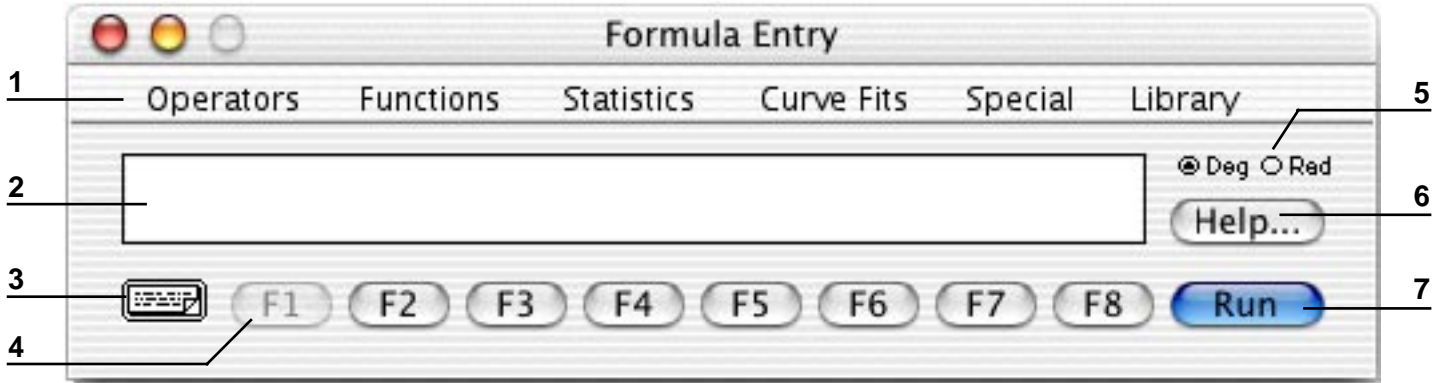 Formula Entry
1
Operators Functions Statistics Curve Fits Special Library
5
2
Deg Rad
6
Help...
3
F1 F2 F3 F4 F5 F6 F7 F8 Run
7
4